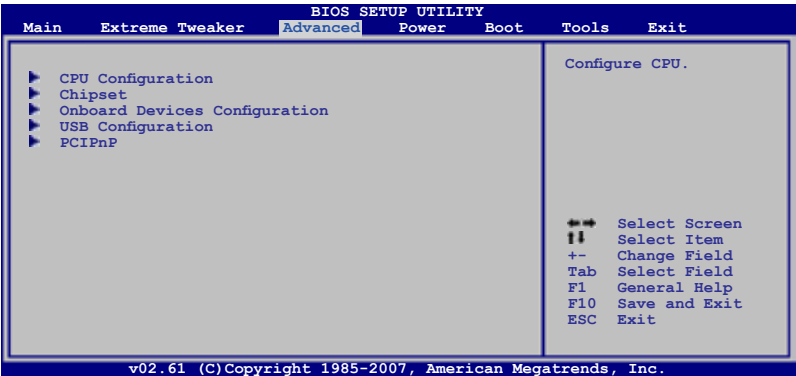 BIOS SETUP UTILITY
Main Extreme Tweaker Advanced Power Boot Tools Exit
CPU Configuration
Chipset
Onboard Devices Configuration
USB Configuration
PCIPnP
Configure CPU.
Select Screen
Select Item
+- Change Field
Tab Select Field
F1 General Help
F10 Save and Exit
ESC Exit
v02.61 (C)Copyright 1985-2007, American Megatrends, Inc.